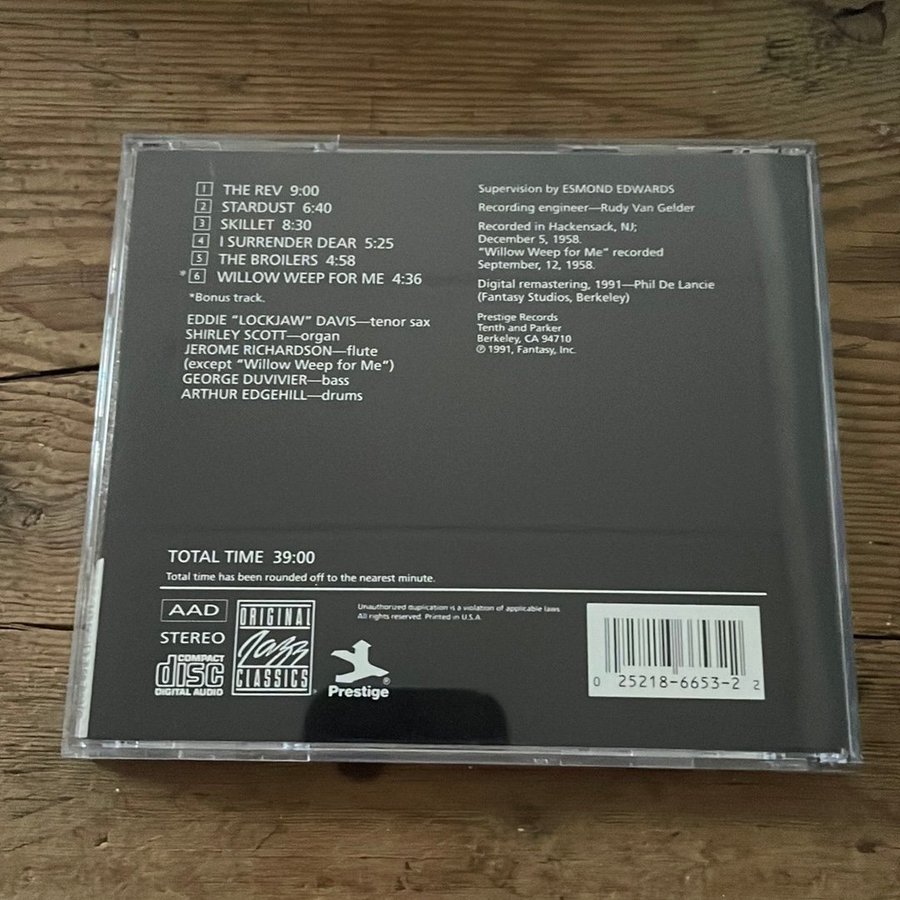 1 THE REV 9:00
2 STARDUST 6:40
3 SKILLET 8:30
4 I SURRENDER DEAR 5:25
5 THE BROILERS 4:58
*6 WILLOW WEEP FOR ME 4:36
*Bonus track.
EDDIE "LOCKJAW" DAVIS—tenor sax
SHIRLEY SCOTT—organ
JEROME RICHARDSON—flute
(except "Willow Weep for Me")
GEORGE DUVIVIER—bass
ARTHUR EDGEHILL—drums
Supervision by ESMOND EDWARDS
Recording engineer—Rudy Van Gelder
Recorded in Hackensack, NJ;
December 5, 1958.
"Willow Weep for Me" recorded
September, 12, 1958.
Digital remastering, 1991—Phil De Lancie
(Fantasy Studios, Berkeley)
Prestige Records
Tenth and Parker
Berkeley, CA 94710
℗ 1991, Fantasy, Inc.
TOTAL TIME 39:00
Total time has been rounded off to the nearest minute.
AAD
STEREO
COMPACT
disc
DIGITAL AUDIO
ORIGINAL
Jazz
CLASSICS
Prestige®
Unauthorized duplication is a violation of applicable laws
All rights reserved. Printed in U.S.A.
0 25218-6653-2 2